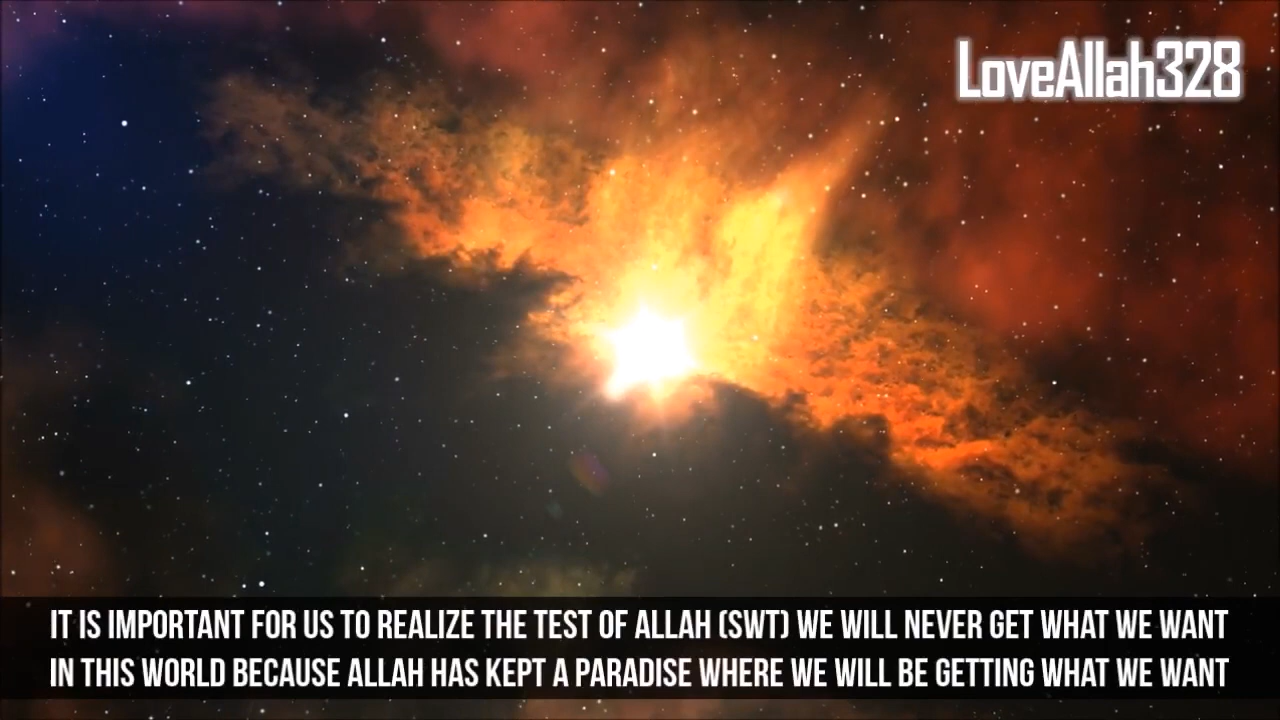 LoveAllah328
IT IS IMPORTANT FOR US TO REALIZE THE TEST OF ALLAH (SWT) WE WILL NEVER GET WHAT WE WANT
IN THIS WORLD BECAUSE ALLAH HAS KEPT A PARADISE WHERE WE WILL BE GETTING WHAT WE WANT